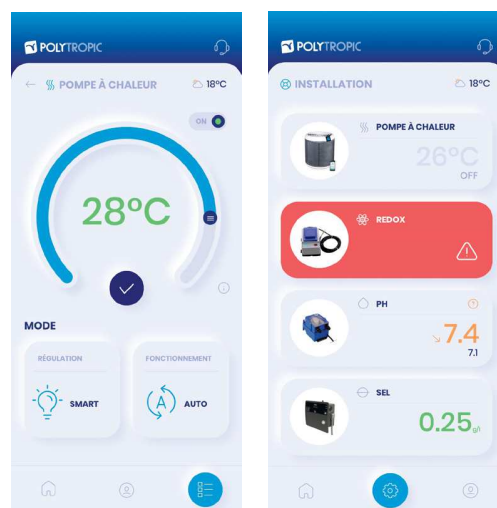 POLYTROPIC
POMPE À CHALEUR
18°C
ON
28°C
MODE
RÉGULATION
SMART
FONCTIONNEMENT
A
AUTO
POLYTROPIC
INSTALLATION
18°C
POMPE À CHALEUR
26°C
OFF
REDOX
PH
7.4
7.1
SEL
0.25 g/l